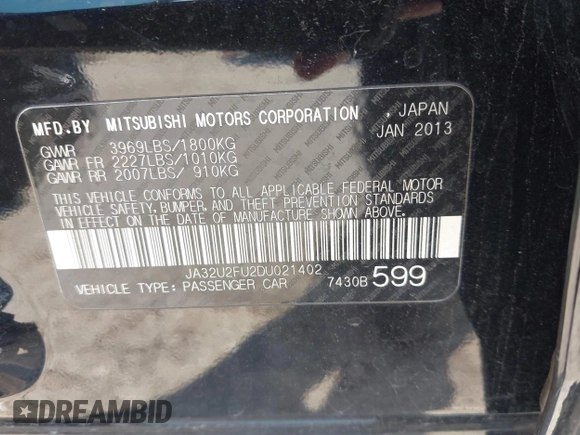 MFD.BY MITSUBISHI MOTORS CORPORATION , JAPAN
JAN 2013
GVWR 3969LBS/1800KG
GAWR FR 2227LBS/1010KG
GAWR RR 2007LBS/ 910KG
THIS VEHICLE CONFORMS TO ALL APPLICABLE FEDERAL MOTOR
VEHICLE SAFETY, BUMPER, AND THEFT PREVENTION STANDARDS
IN EFFECT ON THE DATE OF MANUFACTURE SHOWN ABOVE.
JA32U2FU2DU021402
VEHICLE TYPE: PASSENGER CAR 7430B 599
DREAMBID